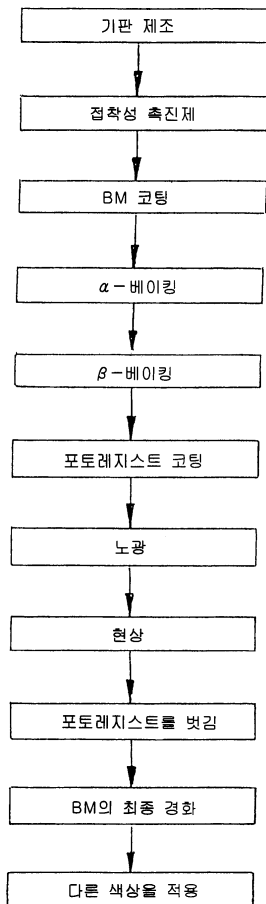 기판 제조
접착성 촉진제
BM 코팅
α-베이킹
β-베이킹
포토레지스트 코팅
노광
현상
포토레지스트를 벗김
BM의 최종 경화
다른 색상을 적용